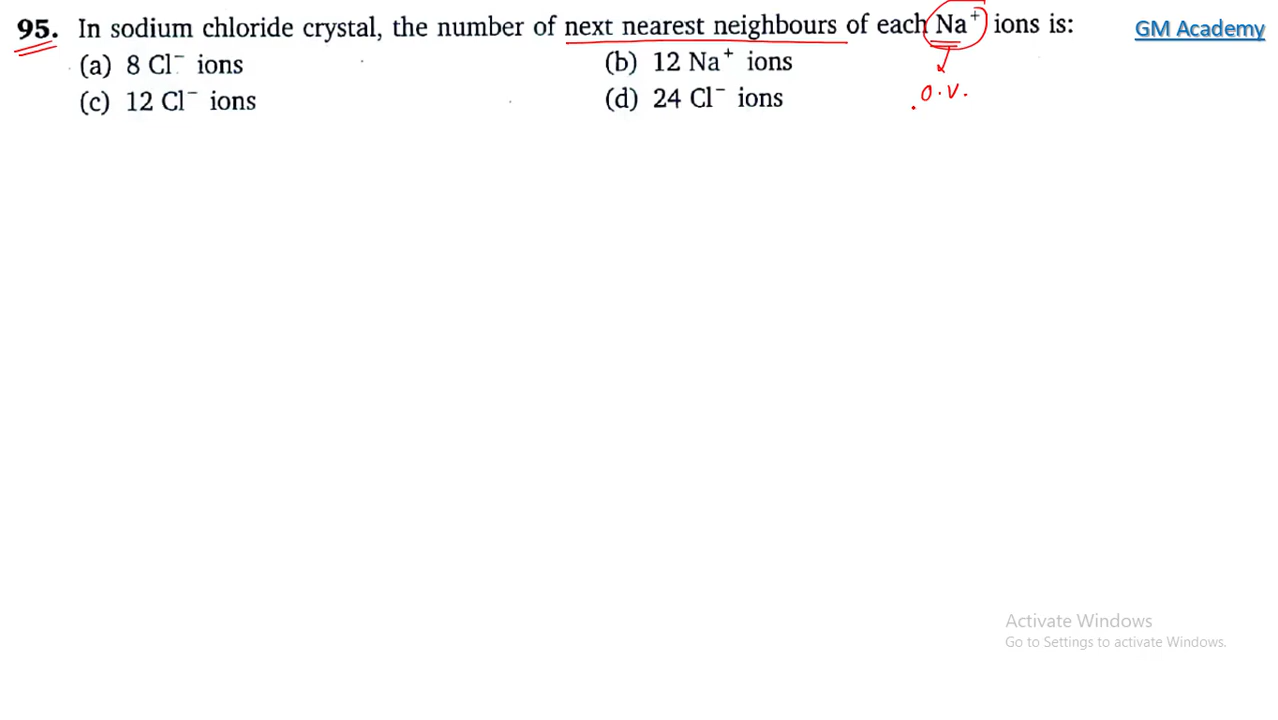 95. In sodium chloride crystal, the number of next nearest neighbours of each Na⁺ ions is: GM Academy
(a) 8 Cl⁻ ions (b) 12 Na⁺ ions
(c) 12 Cl⁻ ions (d) 24 Cl⁻ ions
O.V.
Activate Windows
Go to Settings to activate Windows.